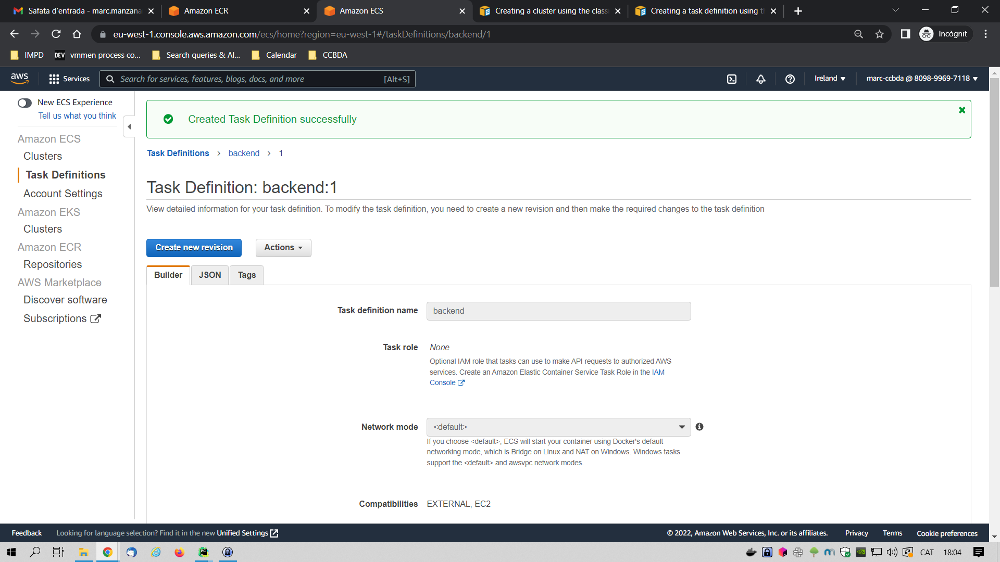 Safata d'entrada - marc.manzana
Amazon ECR
Amazon ECS
Creating a cluster using the classi
Creating a task definition using th
eu-west-1.console.aws.amazon.com/ecs/home?region=eu-west-1#/taskDefinitions/backend/1
Incògnit
IMPD
DEV
vmmen process co...
Search queries & Al...
Calendar
CCBDA
aws
Services
Search for services, features, blogs, docs, and more
[Alt+S]
Ireland
marc-ccbda @ 8098-9969-7118
New ECS Experience
Tell us what you think
Amazon ECS
Clusters
Task Definitions
Account Settings
Amazon EKS
Clusters
Amazon ECR
Repositories
AWS Marketplace
Discover software
Subscriptions
Created Task Definition successfully
Task Definitions > backend > 1
Task Definition: backend:1
View detailed information for your task definition. To modify the task definition, you need to create a new revision and then make the required changes to the task definition
Create new revision
Actions
Builder
JSON
Tags
Task definition name
backend
Task role
None
Optional IAM role that tasks can use to make API requests to authorized AWS
services. Create an Amazon Elastic Container Service Task Role in the IAM
Console
Network mode
<default>
If you choose <default>, ECS will start your container using Docker's default
networking mode, which is Bridge on Linux and NAT on Windows. Windows tasks
support the <default> and awsvpc network modes.
Compatibilities
EXTERNAL, EC2
Feedback
Looking for language selection? Find it in the new Unified Settings
© 2022, Amazon Web Services, Inc. or its affiliates.
Privacy
Terms
Cookie preferences
PC
CAT
18:04